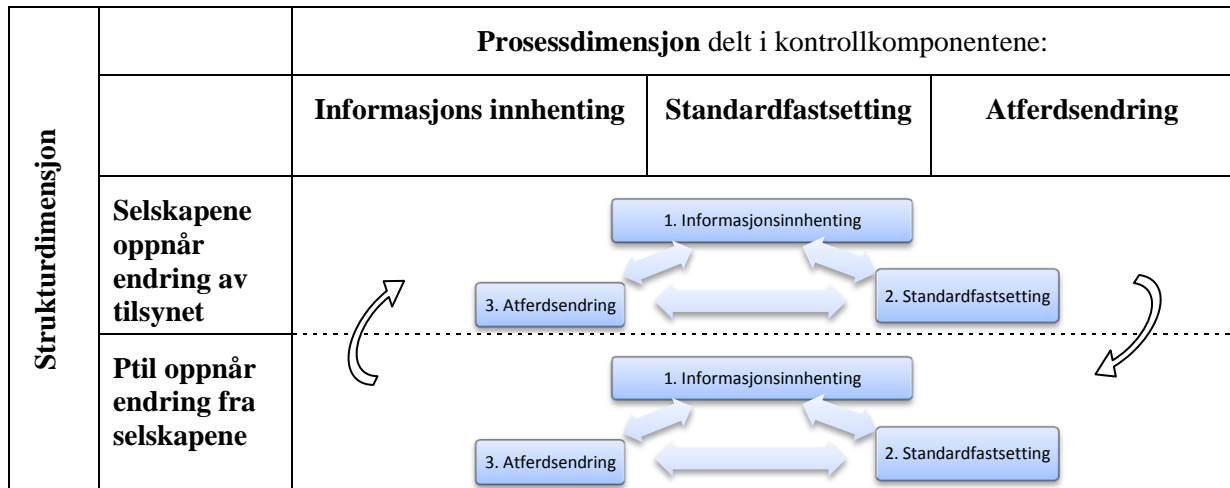 Prosessdimensjon delt i kontrollkomponentene:
Informasjons innhenting
Standardfastsetting
Atferdsendring
Strukturdimensjon
Selskapene
oppnår
endring av
tilsynet
1. Informasjonsinnhenting
3. Atferdsendring
2. Standardfastsetting
Ptil oppnår
endring fra
selskapene
1. Informasjonsinnhenting
3. Atferdsendring
2. Standardfastsetting